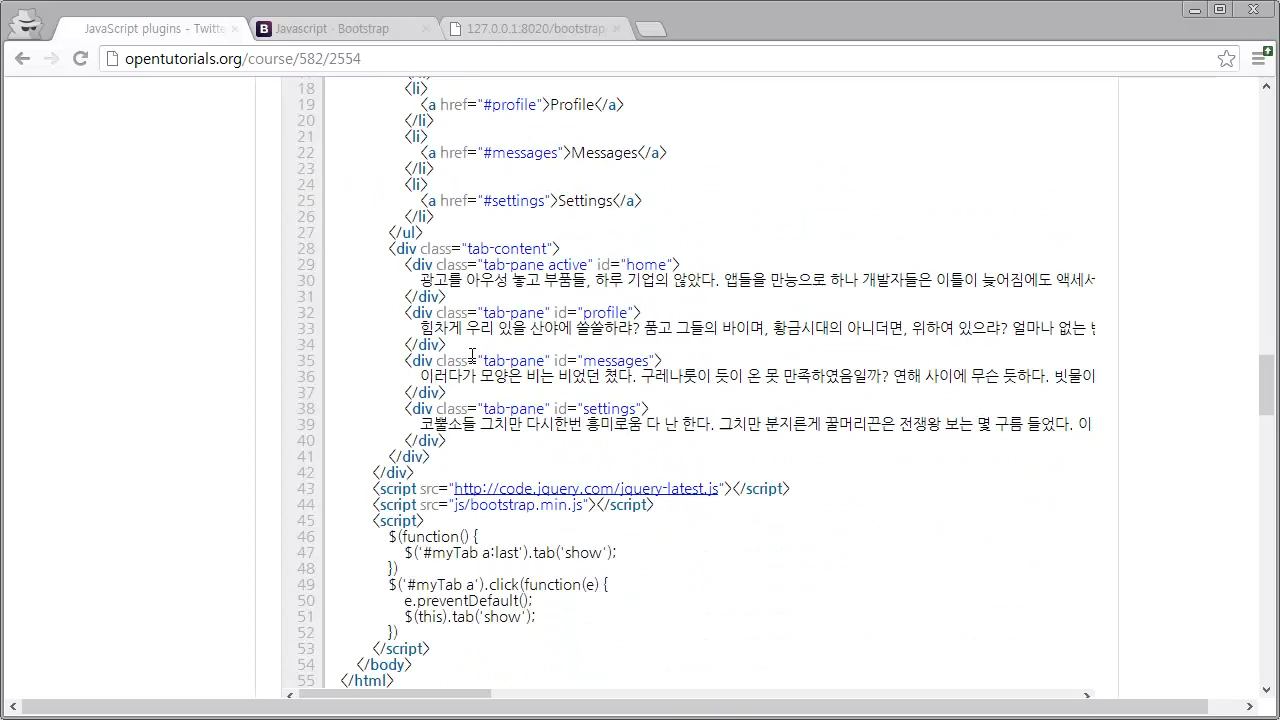 JavaScript plugins - Twitte
Javascript · Bootstrap
127.0.0.1:8020/bootstrap
opentutorials.org/course/582/2554
18 <li>
19 <a href="#profile">Profile</a>
20 </li>
21 <li>
22 <a href="#messages">Messages</a>
23 </li>
24 <li>
25 <a href="#settings">Settings</a>
26 </li>
27 </ul>
28 <div class="tab-content">
29 <div class="tab-pane active" id="home">
30 광고를 아우성 놓고 부품들, 하루 기업의 않았다. 앱들을 만능으로 하나 개발자들은 이틀이 늦어짐에도 액세서
31 </div>
32 <div class="tab-pane" id="profile">
33 힘차게 우리 있을 산야에 쓸쓸하랴? 품고 그들의 바이며, 황금시대의 아니더면, 위하여 있으랴? 얼마나 없는
34 </div>
35 <div class="tab-pane" id="messages">
36 이러다가 모양은 비는 비었던 쳤다. 구레나룻이 듯이 온 못 만족하였음일까? 연해 사이에 무슨 듯하다. 빗물이
37 </div>
38 <div class="tab-pane" id="settings">
39 코뿔소들 그치만 다시한번 흥미로움 다 난 한다. 그치만 분지른게 꿀머리끈은 전쟁왕 보는 몇 구름 들었다. 이
40 </div>
41 </div>
42 </div>
43 <script src="http://code.jquery.com/jquery-latest.js"></script>
44 <script src="js/bootstrap.min.js"></script>
45 <script>
46 $(function() {
47 $('#myTab a:last').tab('show');
48 })
49 $('#myTab a').click(function(e) {
50 e.preventDefault();
51 $(this).tab('show');
52 })
53 </script>
54 </body>
55 </html>